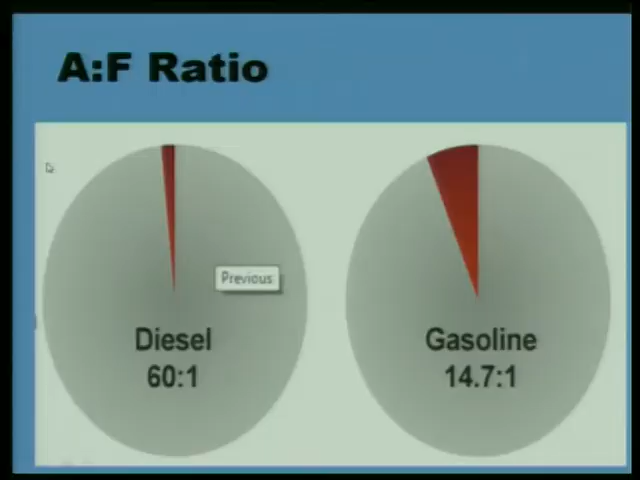 A:F Ratio
Previous
Diesel
60:1
Gasoline
14.7:1